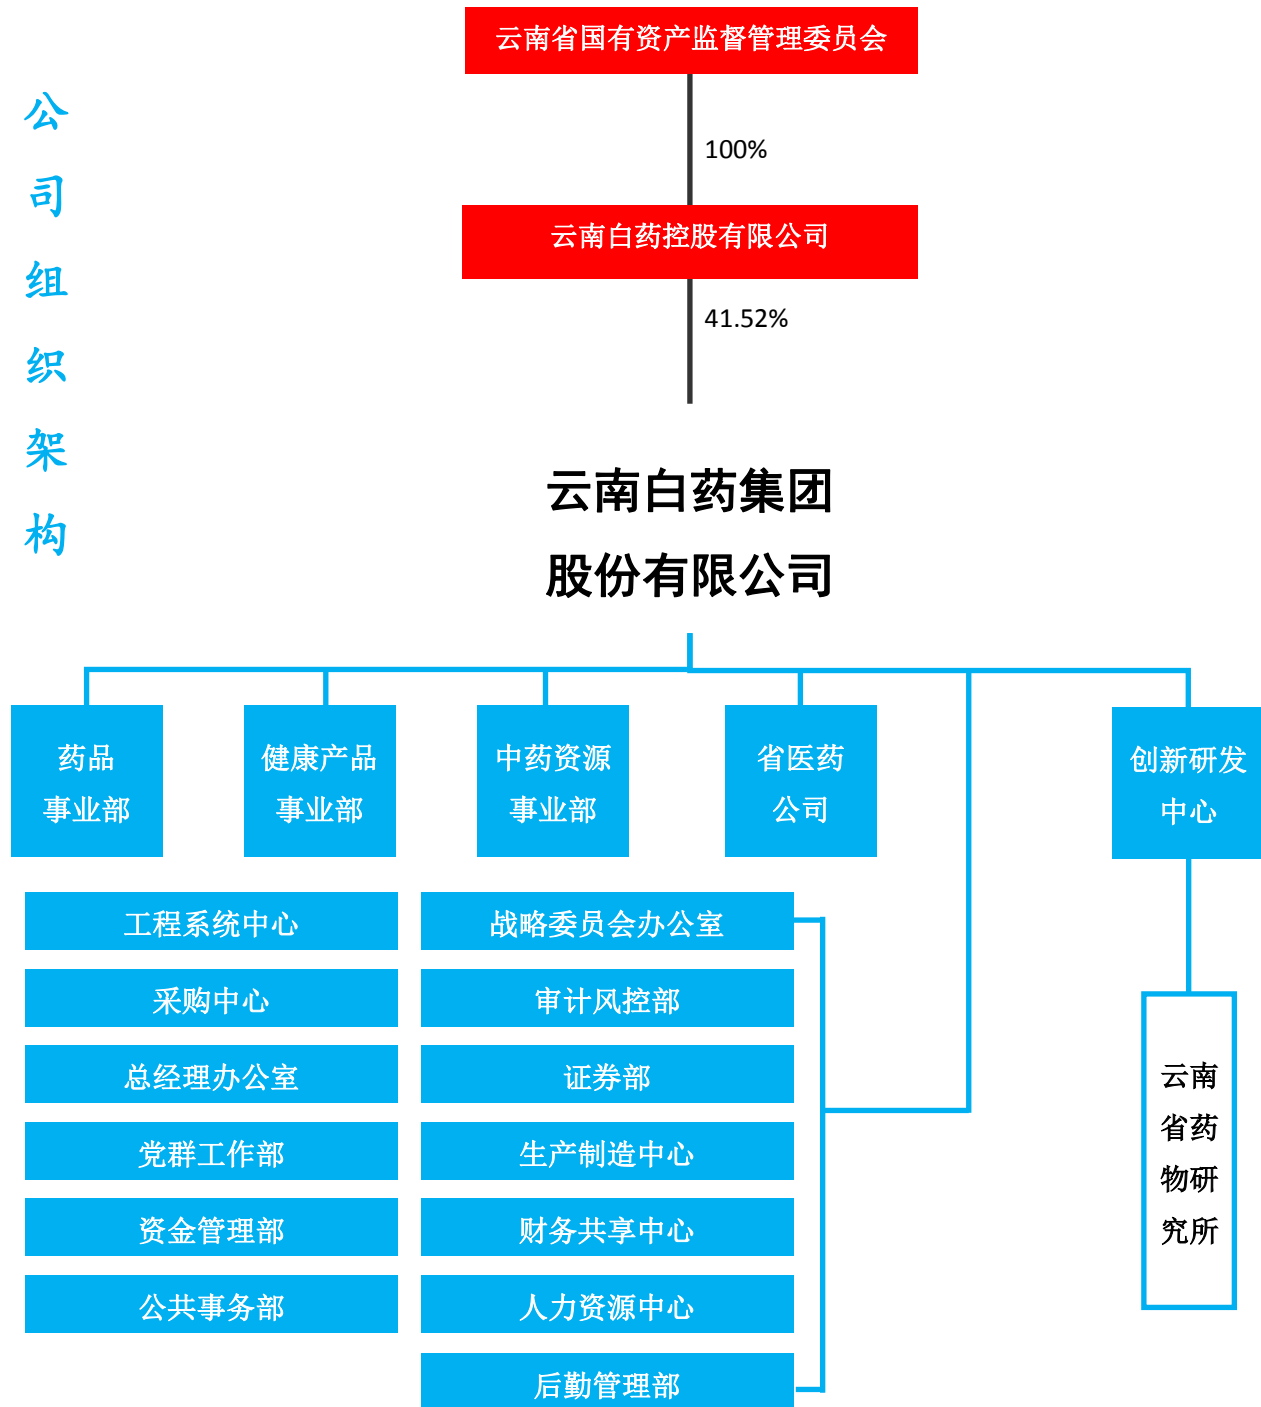 云南省国有资产监督管理委员会
公
司
组
织
架
构
100%
云南白药控股有限公司
41.52%
云南白药集团
股份有限公司
药品
事业部
健康产品
事业部
中药资源
事业部
省医药
公司
创新研发
中心
工程系统中心
采购中心
总经理办公室
党群工作部
资金管理部
公共事务部
战略委员会办公室
审计风控部
证券部
生产制造中心
财务共享中心
人力资源中心
后勤管理部
云南
省药
物研
究所